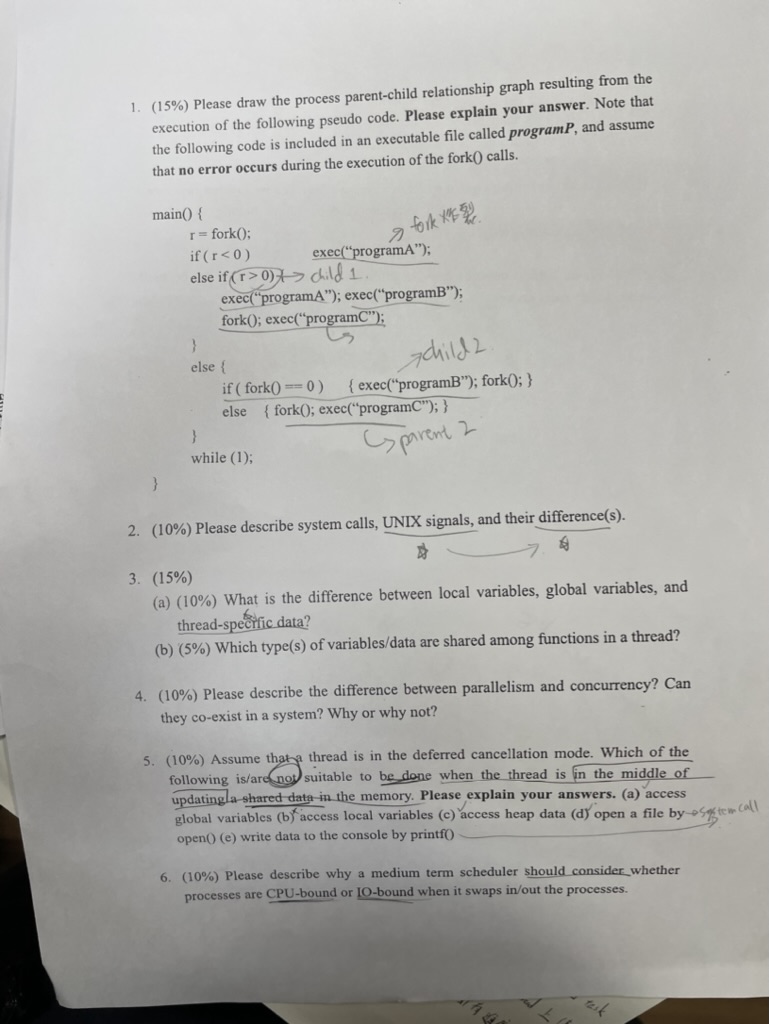 1. (15%) Please draw the process parent-child relationship graph resulting from the
execution of the following pseudo code. Please explain your answer. Note that
the following code is included in an executable file called programP, and assume
that no error occurs during the execution of the fork() calls.
main() {
fork 炸裂
r = fork();
if ( r < 0 ) exec("programA");
else if (r > 0) { → child 1.
exec("programA"); exec("programB");
fork(); exec("programC");
}
→ child 2
else {
if ( fork() == 0 ) { exec("programB"); fork(); }
else { fork(); exec("programC"); }
}
→ parent 2
while (1);
}
2. (10%) Please describe system calls, UNIX signals, and their difference(s).
3. (15%)
(a) (10%) What is the difference between local variables, global variables, and
thread-specific data?
(b) (5%) Which type(s) of variables/data are shared among functions in a thread?
4. (10%) Please describe the difference between parallelism and concurrency? Can
they co-exist in a system? Why or why not?
5. (10%) Assume that a thread is in the deferred cancellation mode. Which of the
following is/are not suitable to be done when the thread is in the middle of
updating a shared data in the memory. Please explain your answers. (a) access
global variables (b) access local variables (c) access heap data (d) open a file by → system call
open() (e) write data to the console by printf()
6. (10%) Please describe why a medium term scheduler should consider whether
processes are CPU-bound or IO-bound when it swaps in/out the processes.